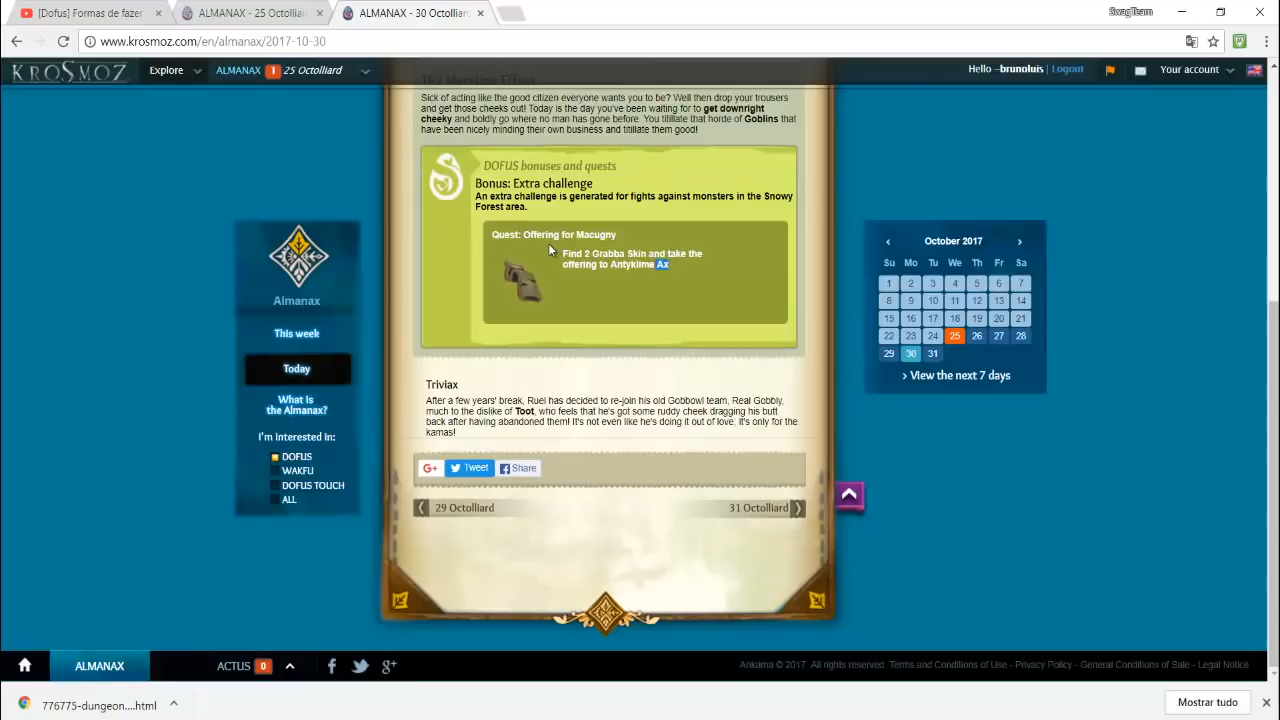 [Dofus] Formas de fazer
ALMANAX - 25 Octolliard
ALMANAX - 30 Octolliard
SwagTeam
www.krosmoz.com/en/almanax/2017-10-30
KROSMOZ
Explore
ALMANAX 1 25 Octolliard
Hello –brunoluis | Logout
Your account
Sick of acting like the good citizen everyone wants you to be? Well then drop your trousers
and get those cheeks out! Today is the day you've been waiting for to get downright
cheeky and boldly go where no man has gone before. You titillate that horde of Goblins that
have been nicely minding their own business and titillate them good!
DOFUS bonuses and quests
Bonus: Extra challenge
An extra challenge is generated for fights against monsters in the Snowy
Forest area.
Quest: Offering for Macugny
Find 2 Grabba Skin and take the
offering to Antyklime Ax
Triviax
After a few years' break, Ruel has decided to re-join his old Gobbowl team, Real Gobbly,
much to the dislike of Toot, who feels that he's got some ruddy cheek dragging his butt
back after having abandoned them! It's not even like he's doing it out of love; it's only for the
kamas!
G+ Tweet Share
29 Octolliard
31 Octolliard
Almanax
This week
Today
What is
the Almanax?
I'm interested in:
DOFUS
WAKFU
DOFUS TOUCH
ALL
October 2017
Su Mo Tu We Th Fr Sa
1 2 3 4 5 6 7
8 9 10 11 12 13 14
15 16 17 18 19 20 21
22 23 24 25 26 27 28
29 30 31
View the next 7 days
ALMANAX
ACTUS 0
Ankama © 2017. All rights reserved. Terms and Conditions of Use - Privacy Policy - General Conditions of Sale - Legal Notice
776775-dungeon....html
Mostrar tudo